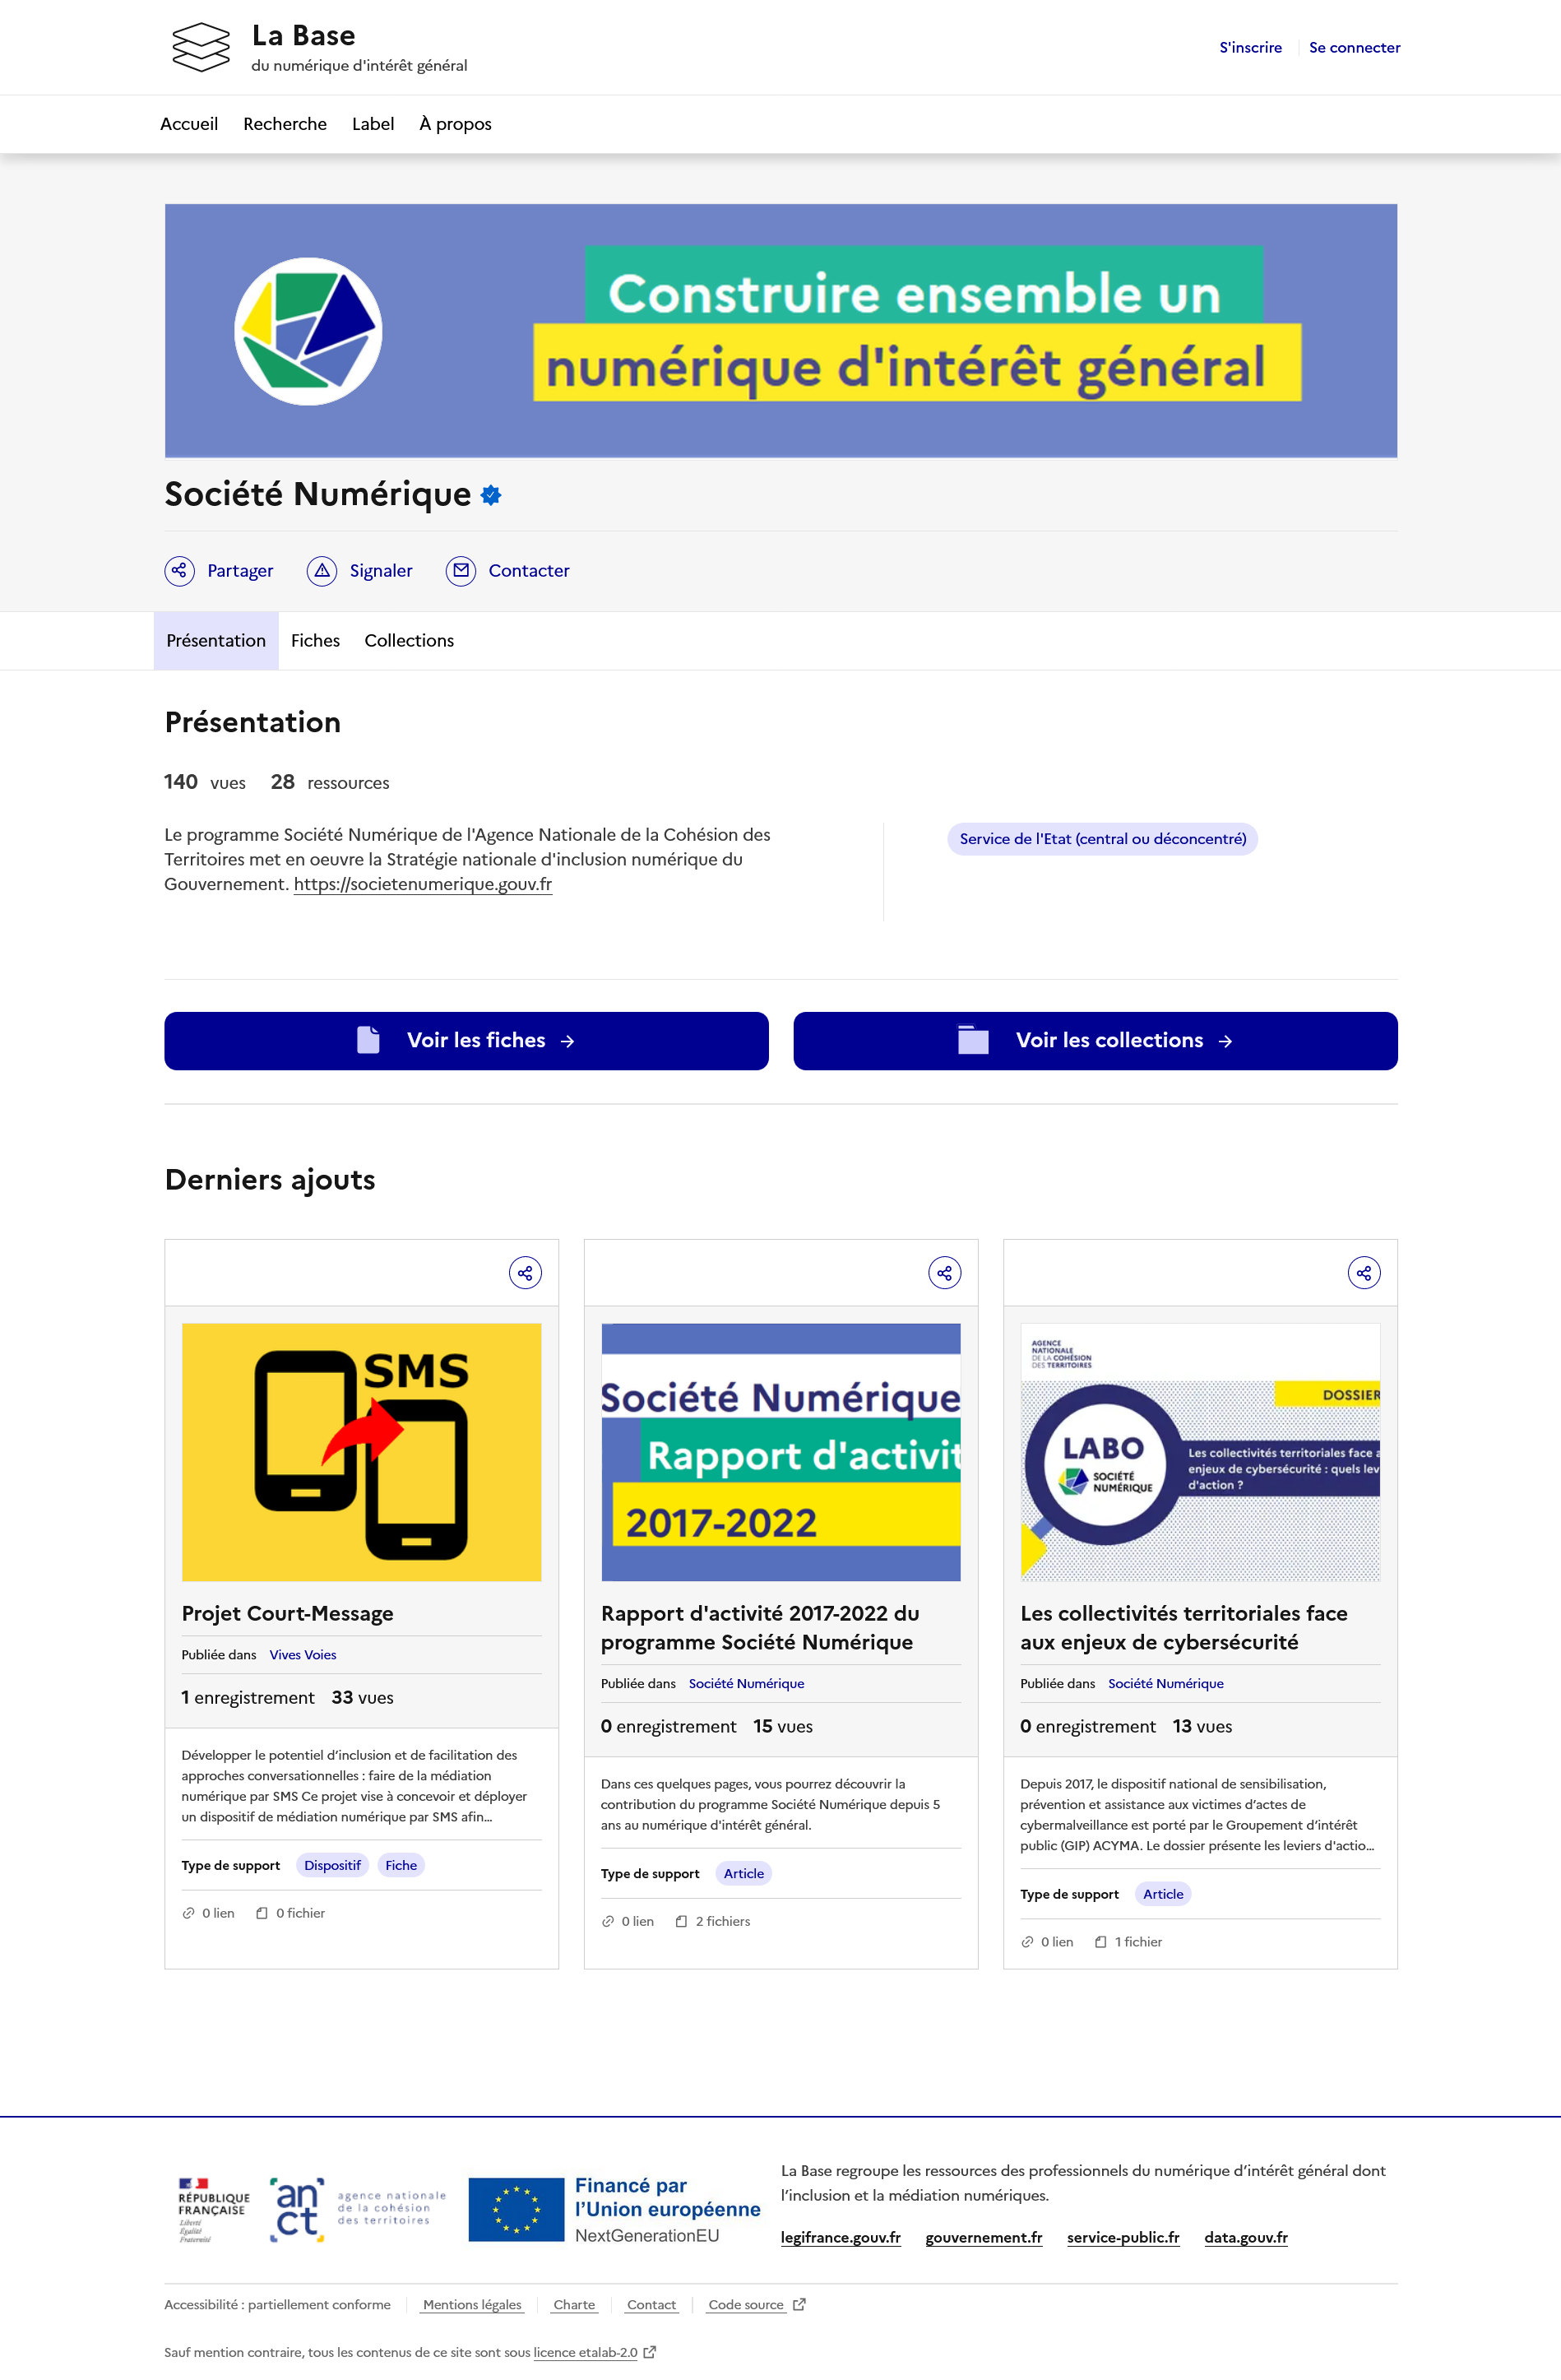 La Base
du numérique d'intérêt général
S'inscrire
Se connecter
Accueil
Recherche
Label
À propos
Construire ensemble un
numérique d'intérêt général
Société Numérique
Partager
Signaler
Contacter
Présentation
Fiches
Collections
Présentation
140 vues 28 ressources
Le programme Société Numérique de l'Agence Nationale de la Cohésion des
Territoires met en oeuvre la Stratégie nationale d'inclusion numérique du
Gouvernement. https://societenumerique.gouv.fr
Service de l'Etat (central ou déconcentré)
Voir les fiches
Voir les collections
Derniers ajouts
SMS
Projet Court-Message
Publiée dans Vives Voies
1 enregistrement 33 vues
Développer le potentiel d’inclusion et de facilitation des
approches conversationnelles : faire de la médiation
numérique par SMS Ce projet vise à concevoir et déployer
un dispositif de médiation numérique par SMS afin...
Type de support Dispositif Fiche
0 lien 0 fichier
Société Numérique
Rapport d'activit
2017-2022
Rapport d'activité 2017-2022 du
programme Société Numérique
Publiée dans Société Numérique
0 enregistrement 15 vues
Dans ces quelques pages, vous pourrez découvrir la
contribution du programme Société Numérique depuis 5
ans au numérique d'intérêt général.
Type de support Article
0 lien 2 fichiers
AGENCE
NATIONALE
DE LA COHÉSION
DES TERRITOIRES
DOSSIER
LABO
SOCIÉTÉ
NUMÉRIQUE
Les collectivités territoriales face a
enjeux de cybersécurité : quels lev
d'action ?
Les collectivités territoriales face
aux enjeux de cybersécurité
Publiée dans Société Numérique
0 enregistrement 13 vues
Depuis 2017, le dispositif national de sensibilisation,
prévention et assistance aux victimes d’actes de
cybermalveillance est porté par le Groupement d’intérêt
public (GIP) ACYMA. Le dossier présente les leviers d'actio...
Type de support Article
0 lien 1 fichier
RÉPUBLIQUE
FRANÇAISE
Liberté
Égalité
Fraternité
anct
agence nationale
de la cohésion
des territoires
Financé par
l’Union européenne
NextGenerationEU
La Base regroupe les ressources des professionnels du numérique d’intérêt général dont
l’inclusion et la médiation numériques.
legifrance.gouv.fr gouvernement.fr service-public.fr data.gouv.fr
Accessibilité : partiellement conforme Mentions légales Charte Contact Code source
Sauf mention contraire, tous les contenus de ce site sont sous licence etalab-2.0